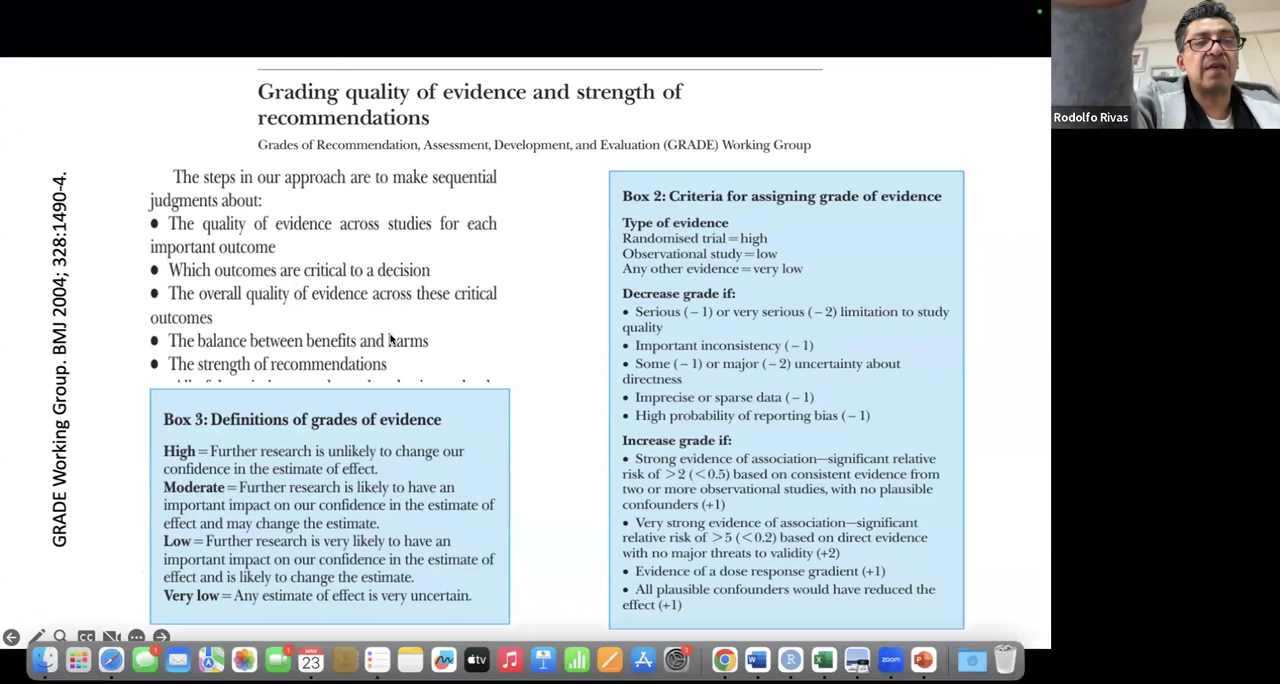 Grading quality of evidence and strength of
recommendations
Grades of Recommendation, Assessment, Development, and Evaluation (GRADE) Working Group
GRADE Working Group. BMJ 2004; 328:1490-4.
The steps in our approach are to make sequential
judgments about:
● The quality of evidence across studies for each
important outcome
● Which outcomes are critical to a decision
● The overall quality of evidence across these critical
outcomes
● The balance between benefits and harms
● The strength of recommendations
Box 3: Definitions of grades of evidence
High = Further research is unlikely to change our
confidence in the estimate of effect.
Moderate = Further research is likely to have an
important impact on our confidence in the estimate of
effect and may change the estimate.
Low = Further research is very likely to have an
important impact on our confidence in the estimate of
effect and is likely to change the estimate.
Very low = Any estimate of effect is very uncertain.
Box 2: Criteria for assigning grade of evidence
Type of evidence
Randomised trial = high
Observational study = low
Any other evidence = very low
Decrease grade if:
• Serious (− 1) or very serious (− 2) limitation to study
quality
• Important inconsistency (− 1)
• Some (− 1) or major (− 2) uncertainty about
directness
• Imprecise or sparse data (− 1)
• High probability of reporting bias (− 1)
Increase grade if:
• Strong evidence of association—significant relative
risk of >2 (<0.5) based on consistent evidence from
two or more observational studies, with no plausible
confounders (+1)
• Very strong evidence of association—significant
relative risk of >5 (<0.2) based on direct evidence
with no major threats to validity (+2)
• Evidence of a dose response gradient (+1)
• All plausible confounders would have reduced the
effect (+1)
Rodolfo Rivas
CC
1
1
MAR
23
tv
1
R
W
R
X
zoom
P